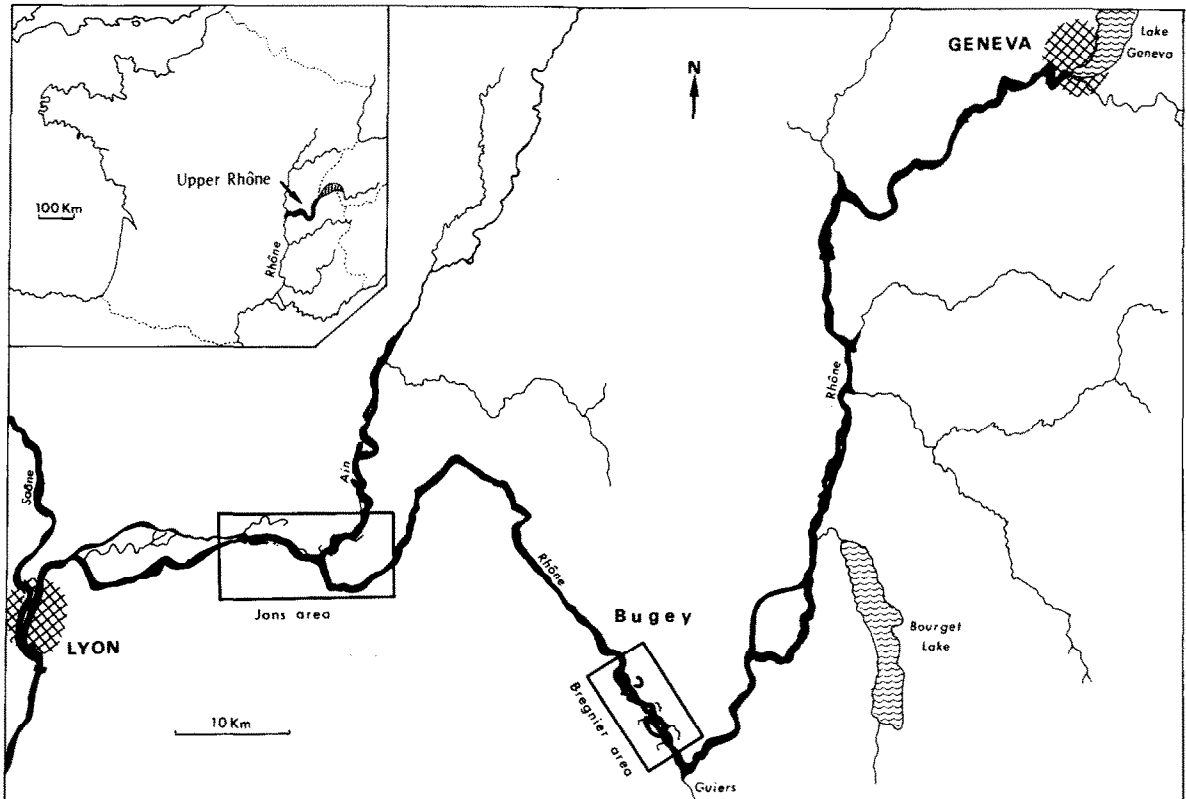 GENEVA
Lake
Geneva
N
Upper Rhône
100 Km
Rhône
Rhône
Saône
Ain
Rhône
Jons area
Bugey
Bourget
Lake
LYON
Bregnier area
10 Km
Guiers